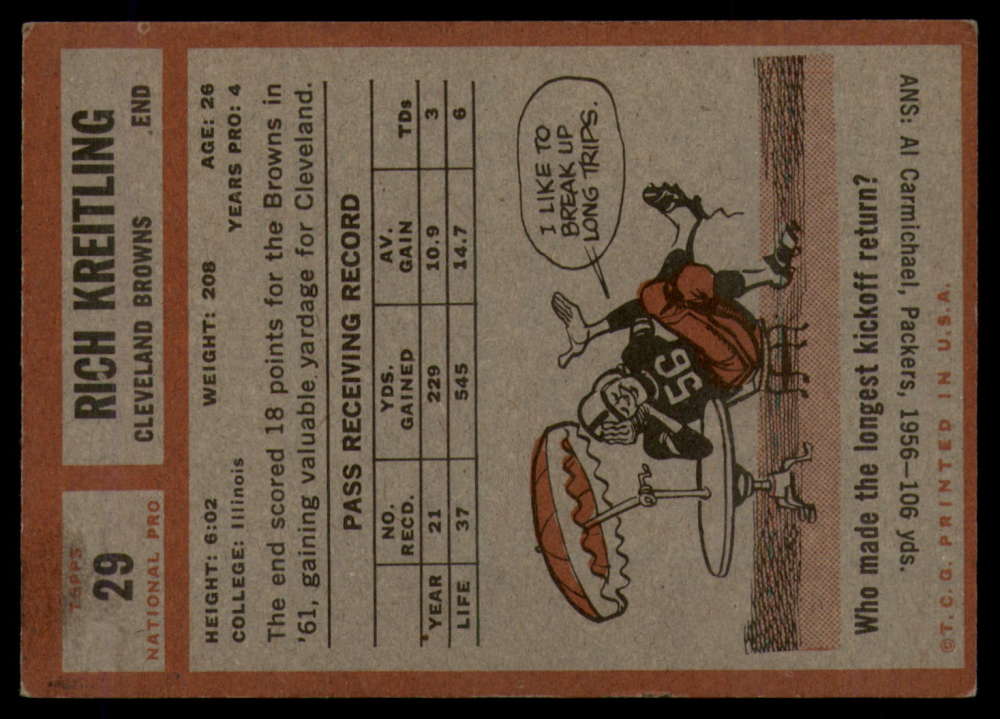 TOPPS
29
NATIONAL PRO
RICH KREITLING
CLEVELAND BROWNS END
HEIGHT: 6:02 WEIGHT: 208 AGE: 26
COLLEGE: Illinois YEARS PRO: 4
The end scored 18 points for the Browns in
'61, gaining valuable yardage for Cleveland.
PASS RECEIVING RECORD
NO. RECD. YDS. GAINED AV. GAIN TDs
YEAR 21 229 10.9 3
LIFE 37 545 14.7 6
I LIKE TO
BREAK UP
LONG TRIPS.
56
Who made the longest kickoff return?
ANS: Al Carmichael, Packers, 1956—106 yds.
©T.C.G. PRINTED IN U.S.A.